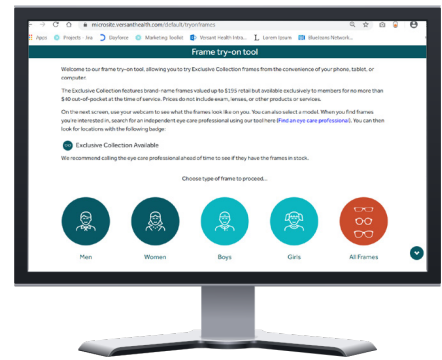 microsite.versanthealth.com/default/tryonframes
Apps Projects - Jira Dayforce Marketing Toolkit Versant Health Intra... Lorem Ipsum Bluelaons Network...
Frame try-on tool
Welcome to our frame try-on tool, allowing you to try Exclusive Collection frames from the convenience of your phone, tablet, or
computer.
The Exclusive Collection features brand-name frames valued up to $195 retail but available exclusively to members for no more than
$40 out-of-pocket at the time of service. Prices do not include exam, lenses, or other products or services.
On the next screen, use your webcam to see what the frames look like on you. You can also select a model. When you find frames
you're interested in, search for an independent eye care professional using our tool here (Find an eye care professional). You can then
look for locations with the following badge:
Exclusive Collection Available
We recommend calling the eye care professional ahead of time to see if they have the frames in stock.
Choose type of frame to proceed...
Men Women Boys Girls All Frames